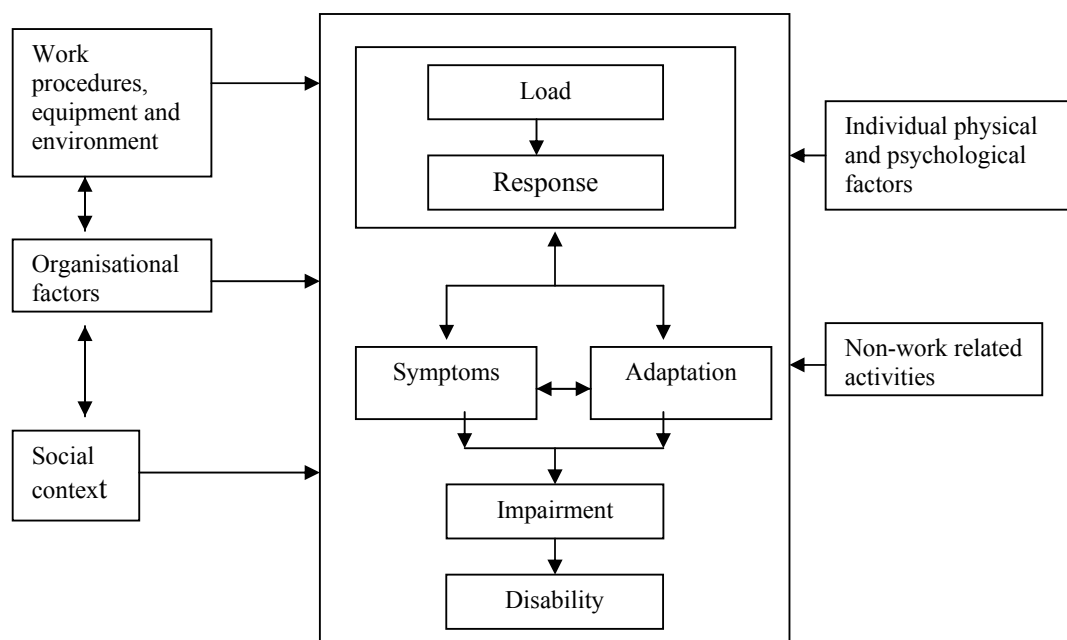 Work
procedures,
equipment and
environment
Organisational
factors
Social
context
Load
Response
Symptoms
Adaptation
Impairment
Disability
Individual physical
and psychological
factors
Non-work related
activities